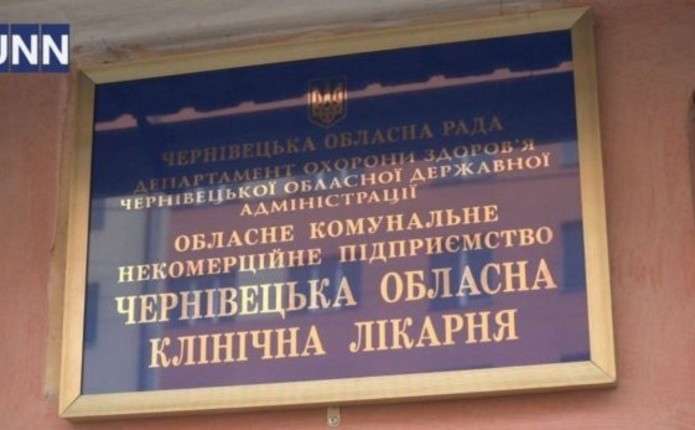 UNN
ЧЕРНІВЕЦЬКА ОБЛАСНА РАДА
ДЕПАРТАМЕНТ ОХОРОНИ ЗДОРОВ'Я
ЧЕРНІВЕЦЬКОЇ ОБЛАСНОЇ ДЕРЖАВНОЇ
АДМІНІСТРАЦІЇ
ОБЛАСНЕ КОМУНАЛЬНЕ
НЕКОМЕРЦІЙНЕ ПІДПРИЄМСТВО
ЧЕРНІВЕЦЬКА ОБЛАСНА
КЛІНІЧНА ЛІКАРНЯ